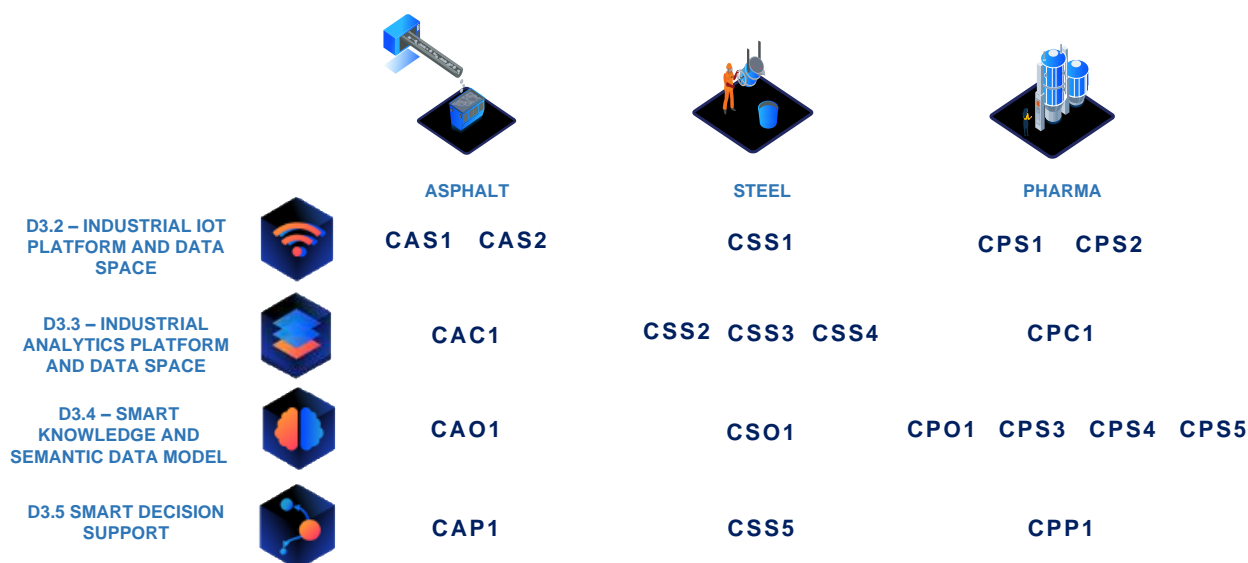 ASPHALT STEEL PHARMA
D3.2 – INDUSTRIAL IOT
PLATFORM AND DATA
SPACE
CAS1 CAS2 CSS1 CPS1 CPS2
D3.3 – INDUSTRIAL
ANALYTICS PLATFORM
AND DATA SPACE
CAC1 CSS2 CSS3 CSS4 CPC1
D3.4 – SMART
KNOWLEDGE AND
SEMANTIC DATA MODEL
CAO1 CSO1 CPO1 CPS3 CPS4 CPS5
D3.5 SMART DECISION
SUPPORT
CAP1 CSS5 CPP1